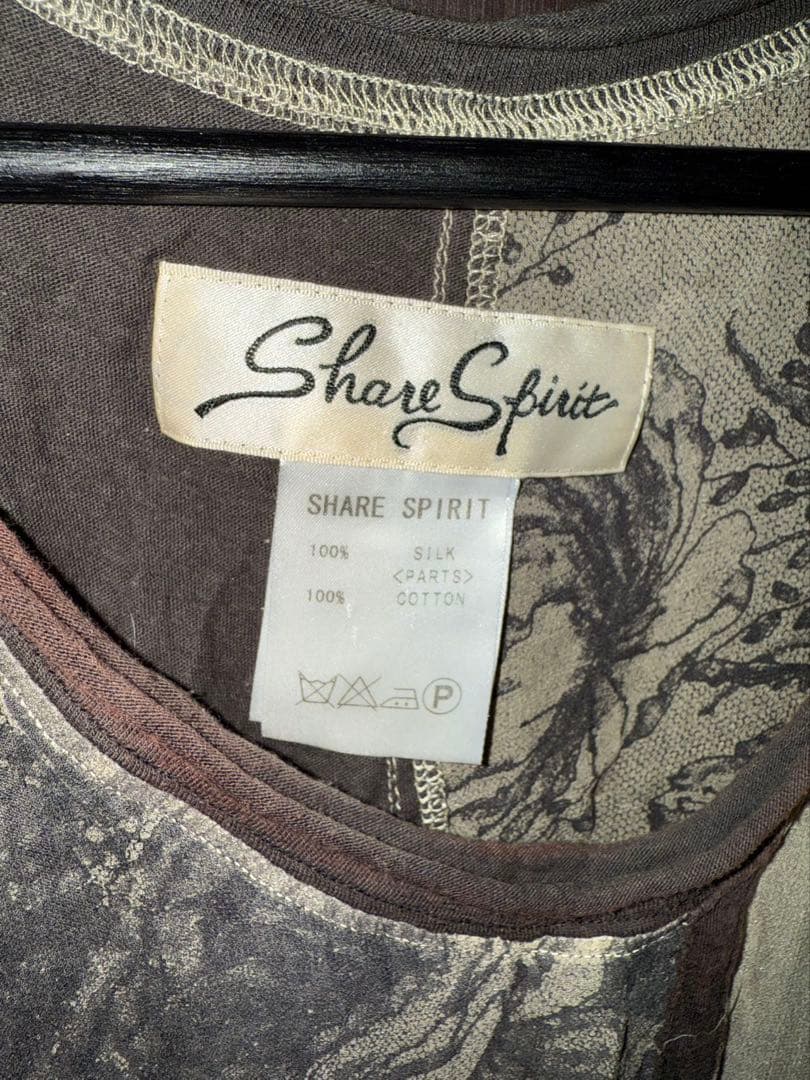 Share Spirit
SHARE SPIRIT
100% SILK
<PARTS>
100% COTTON
P